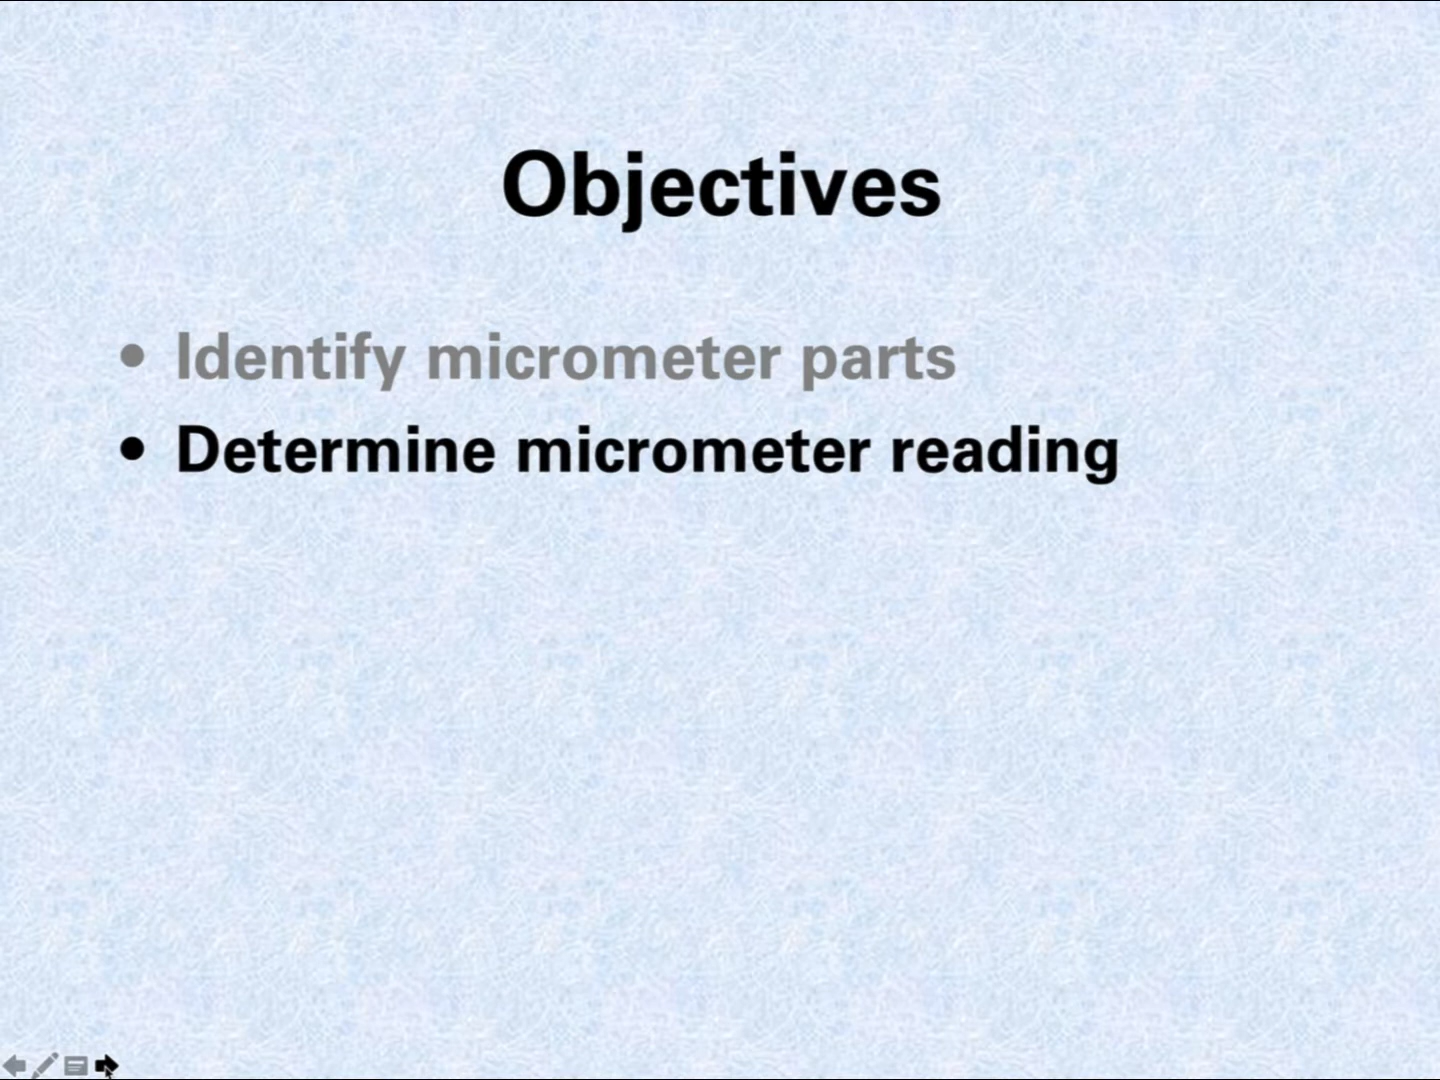 Objectives
• Identify micrometer parts
• Determine micrometer reading